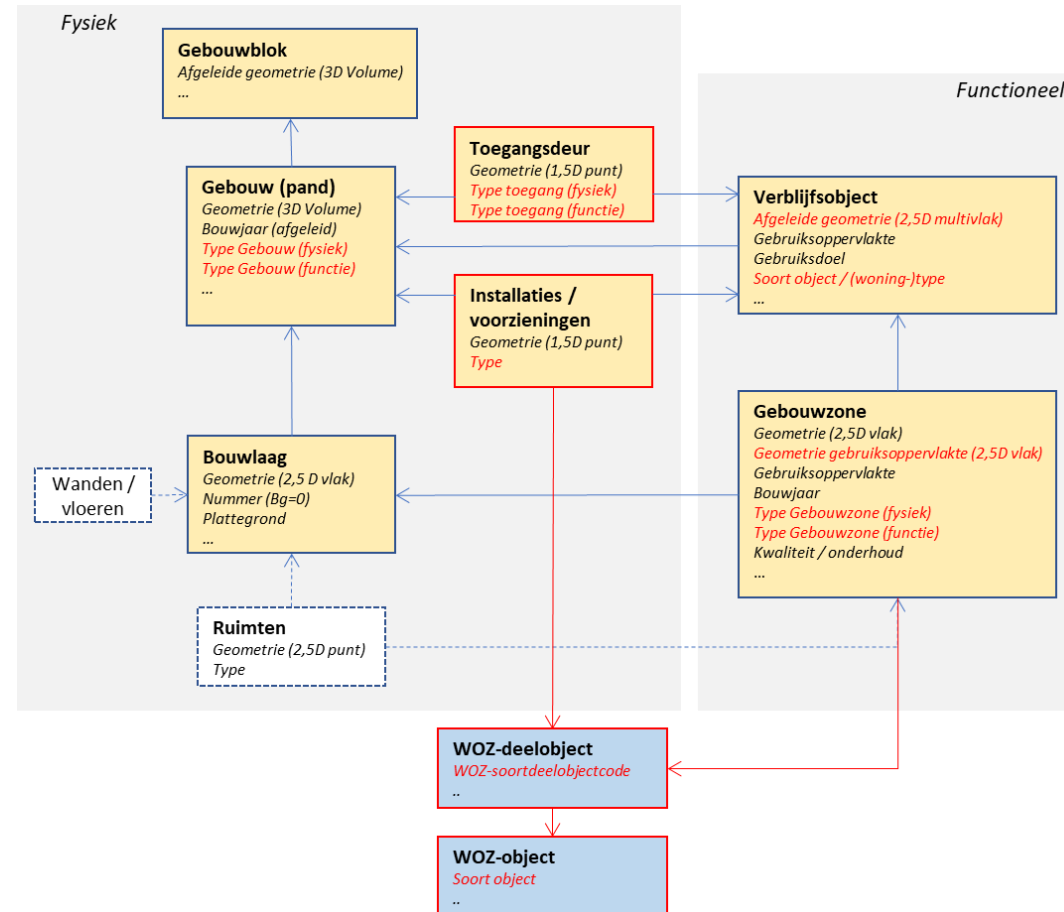 Fysiek
Gebouwblok
Afgeleide geometrie (3D Volume)
...
Functioneel
Toegangsdeur
Geometrie (1,5D punt)
Type toegang (fysiek)
Type toegang (functie)
Gebouw (pand)
Geometrie (3D Volume)
Bouwjaar (afgeleid)
Type Gebouw (fysiek)
Type Gebouw (functie)
...
Verblijfsobject
Afgeleide geometrie (2,5D multivlak)
Gebruiksoppervlakte
Gebruiksdoel
Soort object / (woning-)type
...
Installaties /
voorzieningen
Geometrie (1,5D punt)
Type
Gebouwzone
Geometrie (2,5D vlak)
Geometrie gebruiksoppervlakte (2,5D vlak)
Gebruiksoppervlakte
Bouwjaar
Type Gebouwzone (fysiek)
Type Gebouwzone (functie)
Kwaliteit / onderhoud
...
Bouwlaag
Geometrie (2,5 D vlak)
Nummer (Bg=0)
Plattegrond
...
Wanden /
vloeren
Ruimten
Geometrie (2,5D punt)
Type
WOZ-deelobject
WOZ-soortdeelobjectcode
..
WOZ-object
Soort object
..